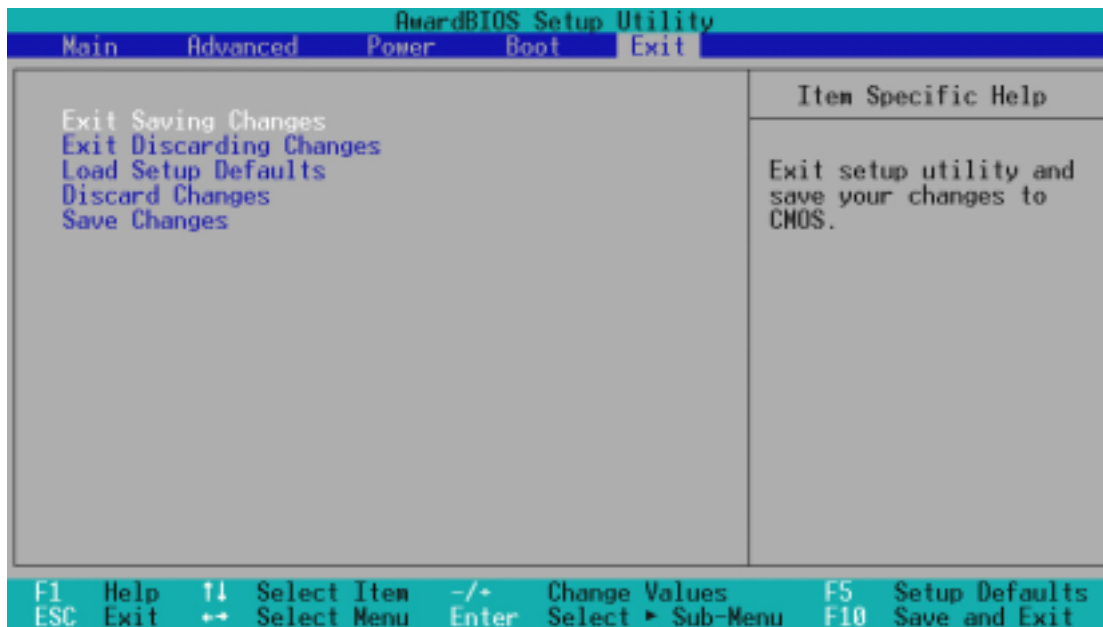 AwardBIOS Setup Utility
Main Advanced Power Boot Exit
Exit Saving Changes
Exit Discarding Changes
Load Setup Defaults
Discard Changes
Save Changes
Item Specific Help
Exit setup utility and
save your changes to
CMOS.
F1 Help ↑↓ Select Item -/+ Change Values F5 Setup Defaults
ESC Exit ←→ Select Menu Enter Select ► Sub-Menu F10 Save and Exit